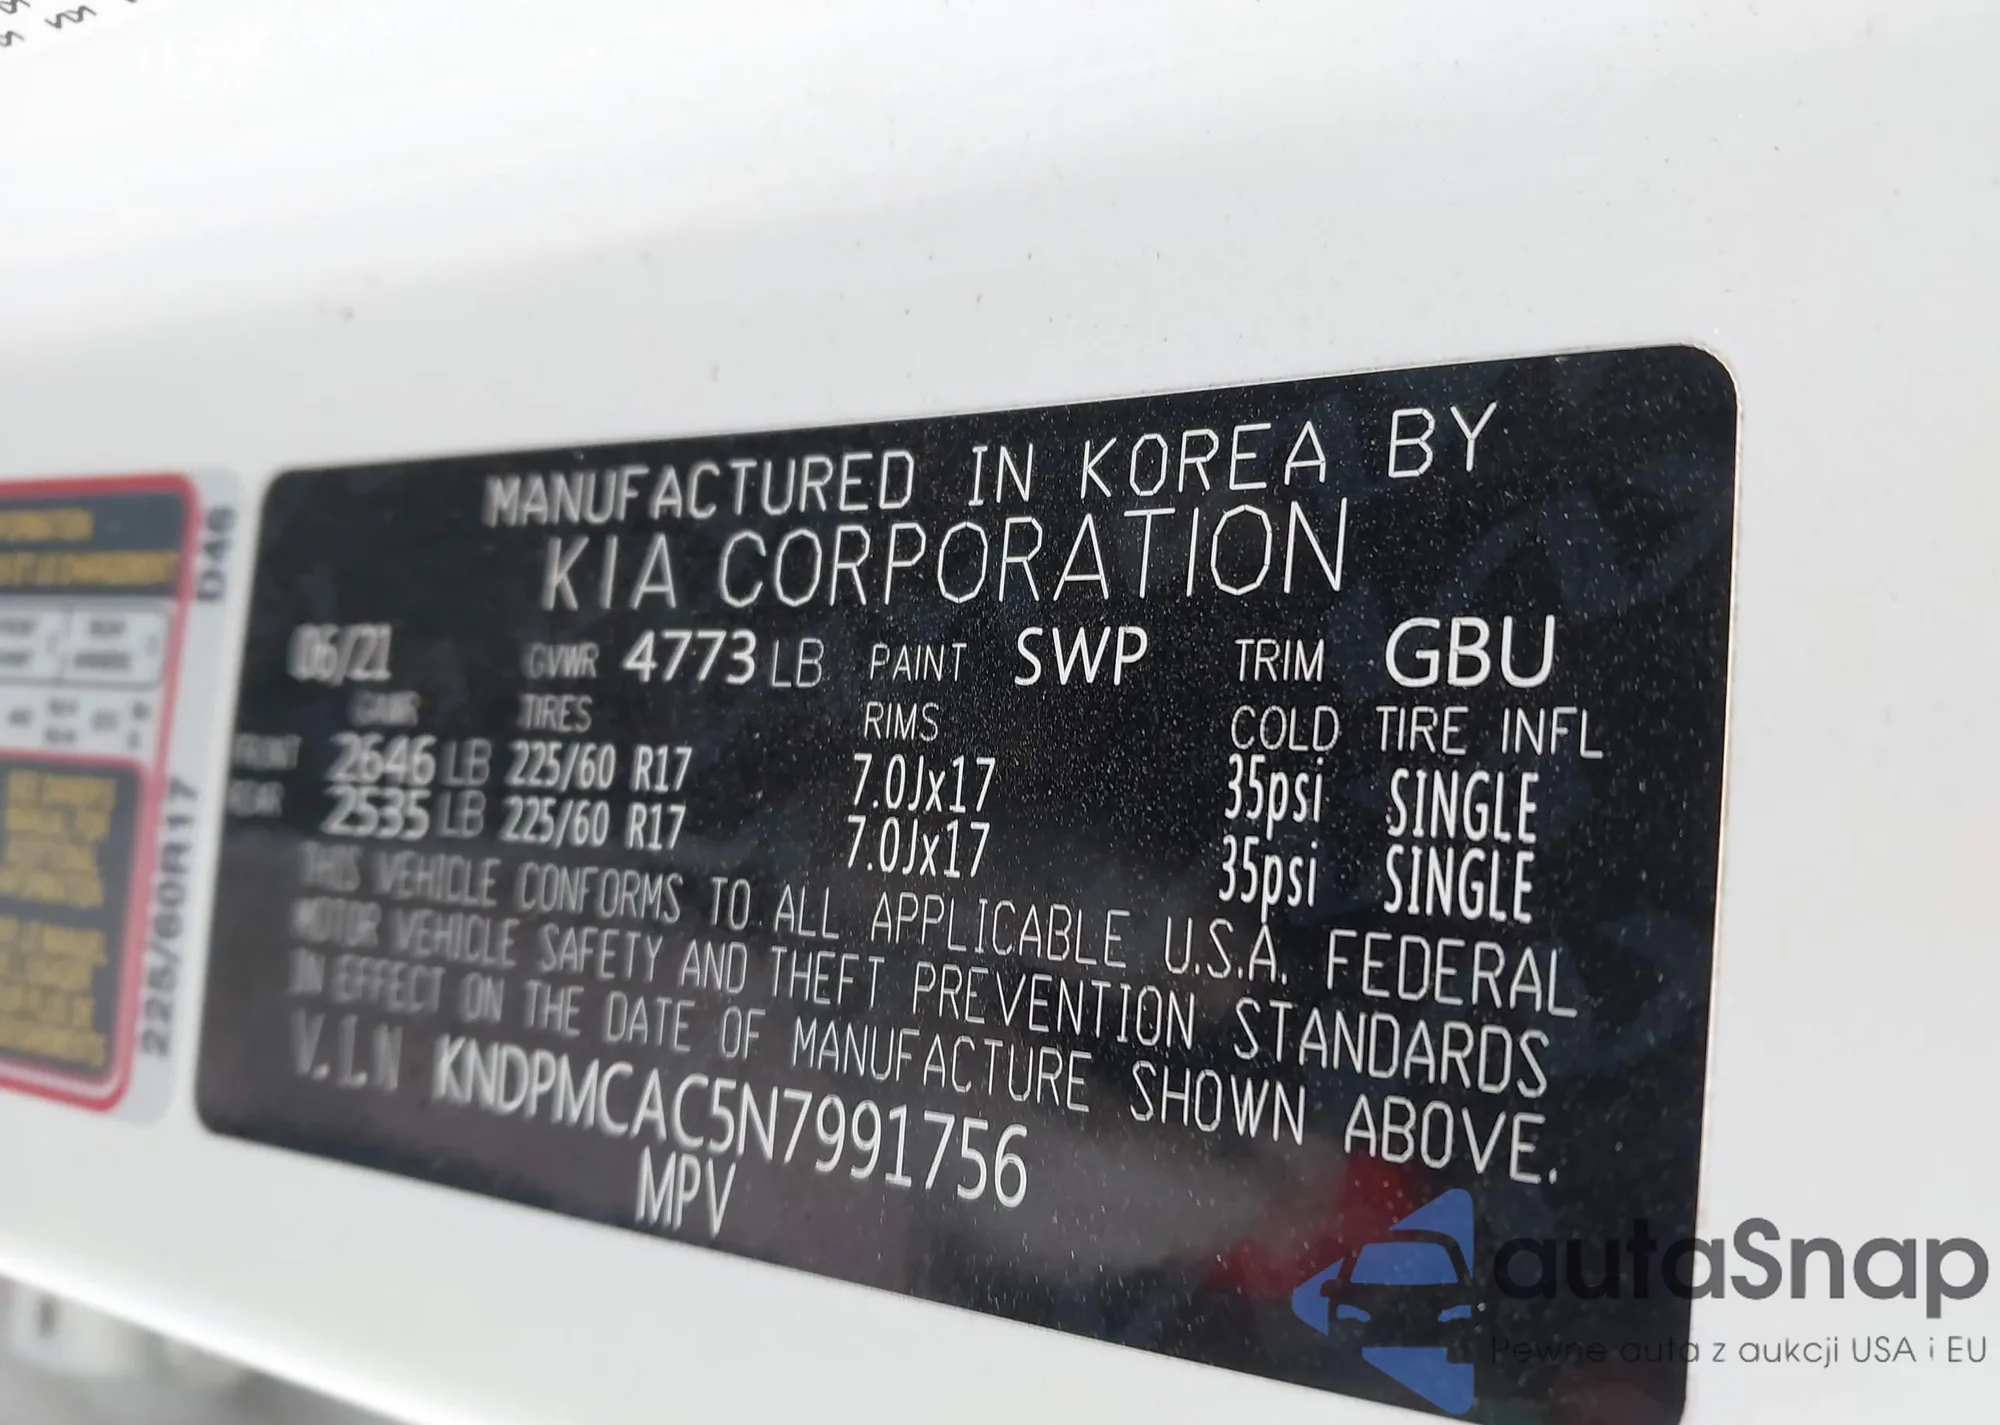 MANUFACTURED IN KOREA BY
KIA CORPORATION
06/21 GVWR 4773 LB PAINT SWP TRIM GBU
GAWR TIRES RIMS COLD TIRE INFL
FRONT 2646 LB 225/60 R17 7.0Jx17 35psi SINGLE
REAR 2535 LB 225/60 R17 7.0Jx17 35psi SINGLE
THIS VEHICLE CONFORMS TO ALL APPLICABLE U.S.A. FEDERAL
MOTOR VEHICLE SAFETY AND THEFT PREVENTION STANDARDS
IN EFFECT ON THE DATE OF MANUFACTURE SHOWN ABOVE.
V.I.N KNDPMCAC5N7991756
MPV
D46
225/60R17
autaSnap
Pewne auta z aukcji USA i EU